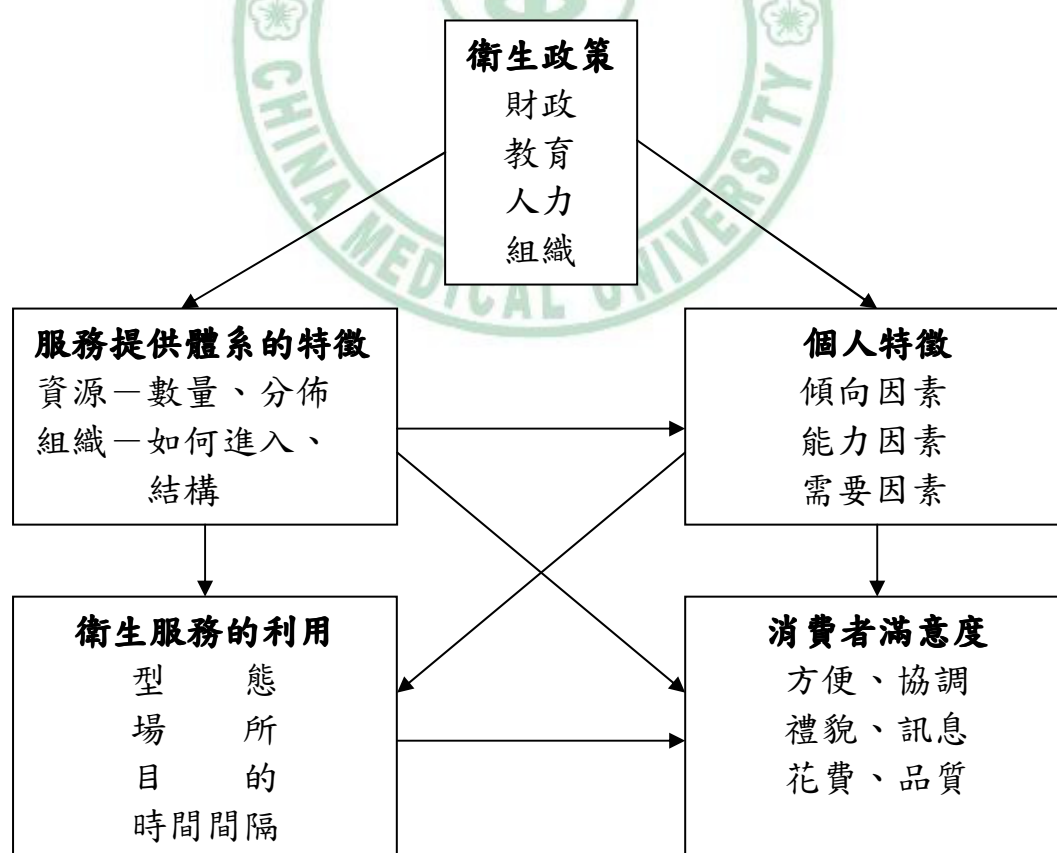 衛生政策
財政
教育
人力
組織
服務提供體系的特徵
資源－數量、分佈
組織－如何進入、
結構
個人特徵
傾向因素
能力因素
需要因素
衛生服務的利用
型 態
場 所
目 的
時間間隔
消費者滿意度
方便、協調
禮貌、訊息
花費、品質
CHINA MEDICAL UNIVERSITY